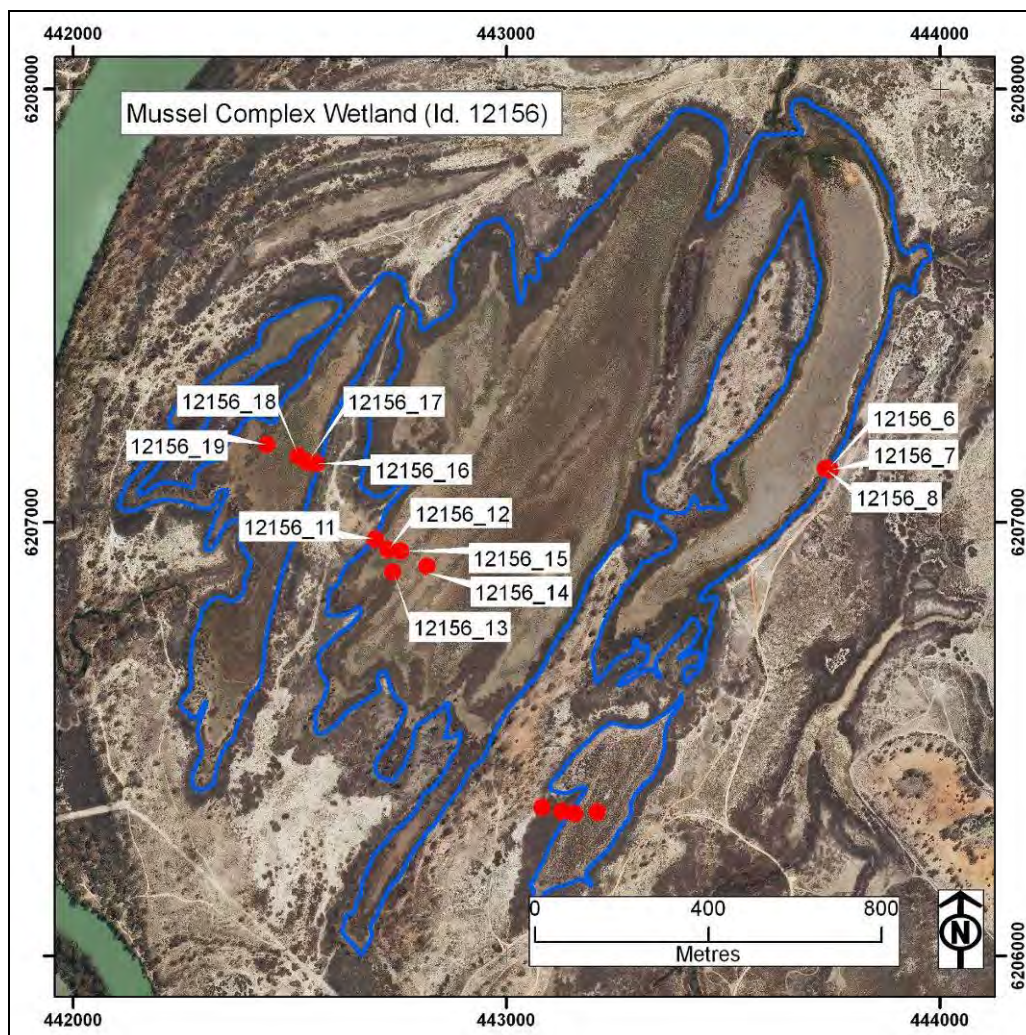 442000 443000 444000
6208000 6208000
Mussel Complex Wetland (Id. 12156)
12156_18 12156_17
12156_19 12156_16
12156_6
12156_7
12156_8
6207000 6207000
12156_11 12156_12
12156_15
12156_14
12156_13
0 400 800
Metres
N
6206000 6206000
442000 443000 444000